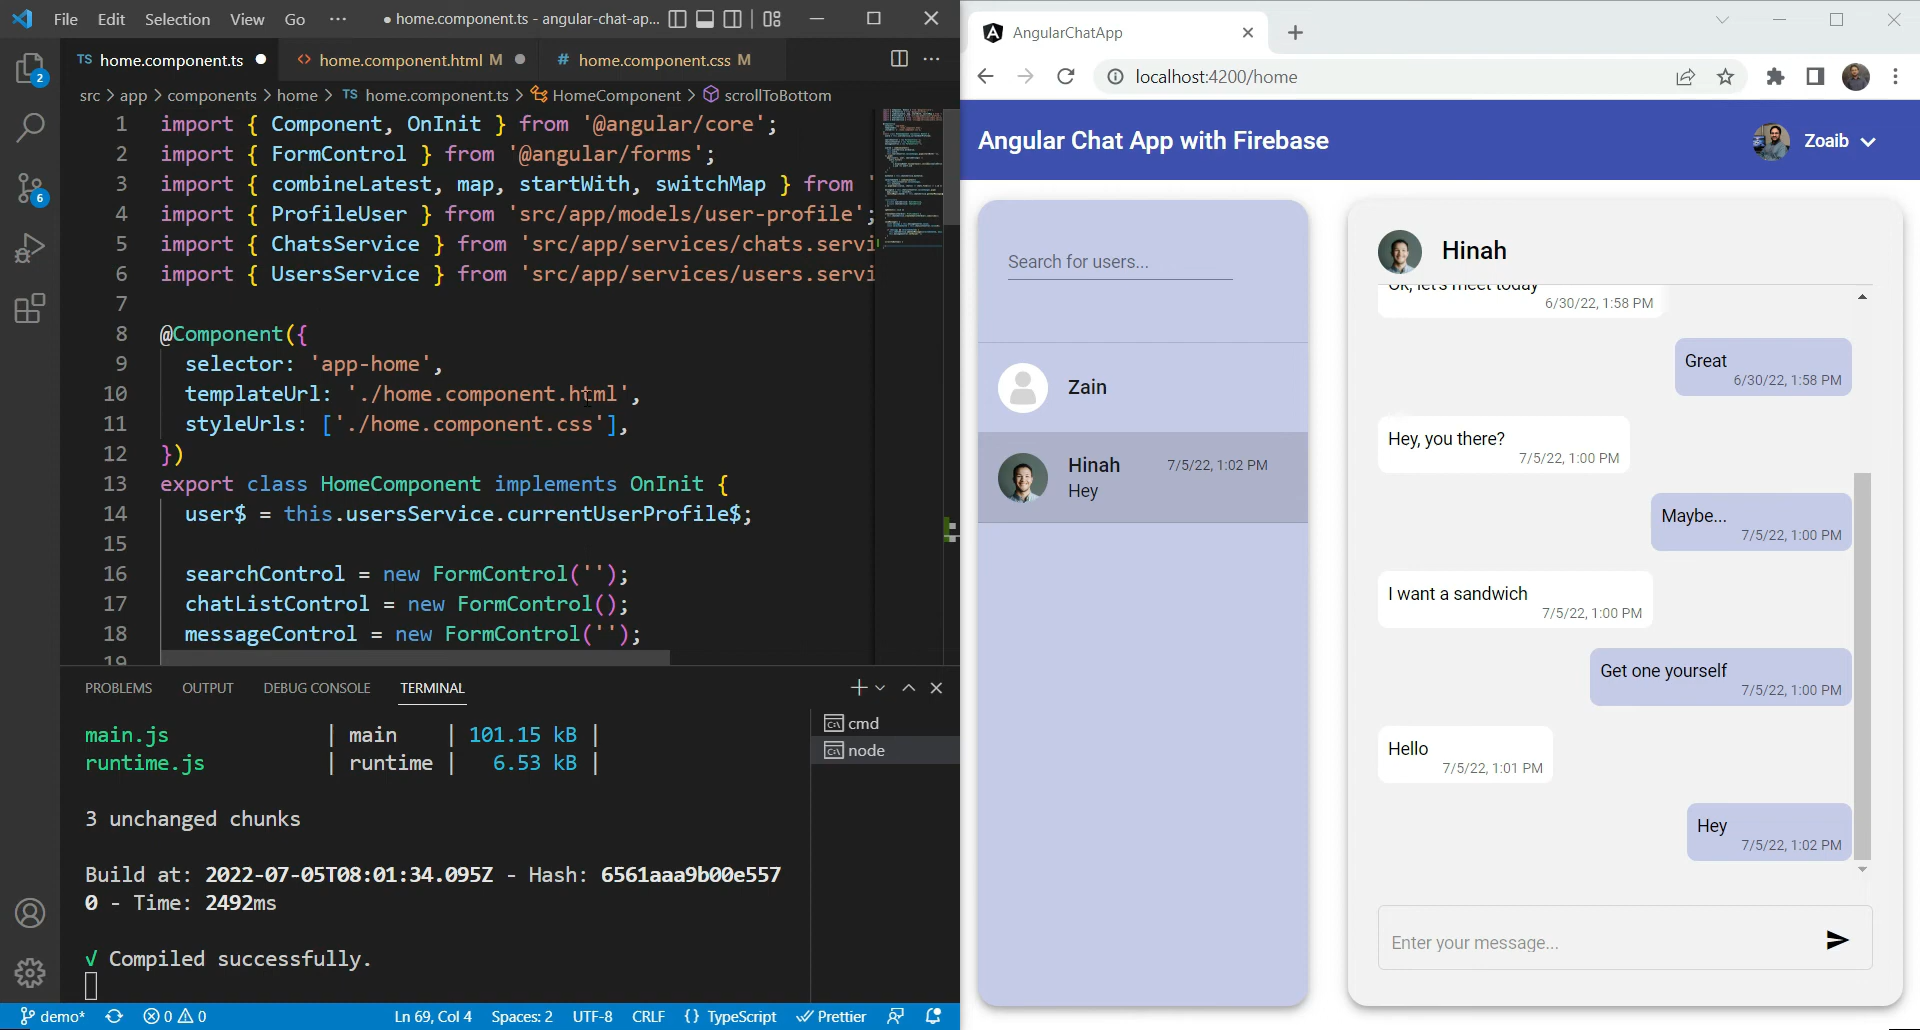 File Edit Selection View Go ··· ● home.component.ts - angular-chat-ap...
TS home.component.ts ● <> home.component.html M ● # home.component.css M
src > app > components > home > TS home.component.ts > HomeComponent > scrollToBottom
1 import { Component, OnInit } from '@angular/core';
2 import { FormControl } from '@angular/forms';
3 import { combineLatest, map, startWith, switchMap } from '
4 import { ProfileUser } from 'src/app/models/user-profile';
5 import { ChatsService } from 'src/app/services/chats.servi
6 import { UsersService } from 'src/app/services/users.servi
7
8 @Component({
9 selector: 'app-home',
10 templateUrl: './home.component.html',
11 styleUrls: ['./home.component.css'],
12 })
13 export class HomeComponent implements OnInit {
14 user$ = this.usersService.currentUserProfile$;
15
16 searchControl = new FormControl('');
17 chatListControl = new FormControl();
18 messageControl = new FormControl('');
19
PROBLEMS OUTPUT DEBUG CONSOLE TERMINAL
main.js | main | 101.15 kB |
runtime.js | runtime | 6.53 kB |
3 unchanged chunks
Build at: 2022-07-05T08:01:34.095Z - Hash: 6561aaa9b00e557
0 - Time: 2492ms
√ Compiled successfully.
cmd
node
2
6
demo* 0 0 Ln 69, Col 4 Spaces: 2 UTF-8 CRLF {} TypeScript Prettier
AngularChatApp
localhost:4200/home
Angular Chat App with Firebase
Zoaib
Search for users...
Zain
Hinah 7/5/22, 1:02 PM
Hey
Hinah
Ok, let's meet today
6/30/22, 1:58 PM
Great
6/30/22, 1:58 PM
Hey, you there?
7/5/22, 1:00 PM
Maybe...
7/5/22, 1:00 PM
I want a sandwich
7/5/22, 1:00 PM
Get one yourself
7/5/22, 1:00 PM
Hello
7/5/22, 1:01 PM
Hey
7/5/22, 1:02 PM
Enter your message...